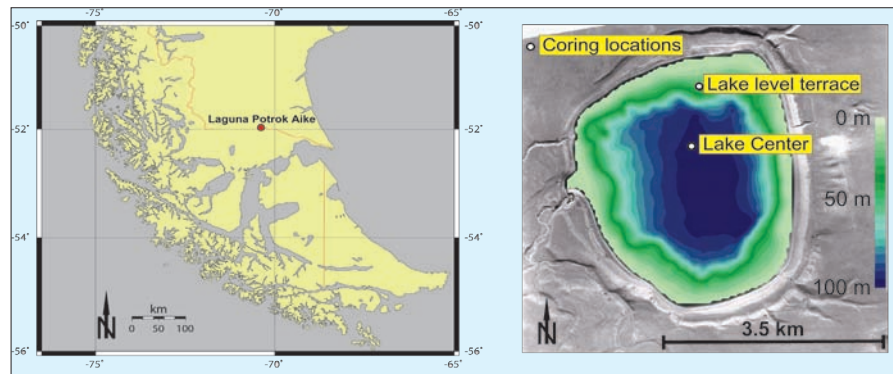 -75°
-70°
-65°
-50°
-50°
Laguna Potrok Aike
-52°
-52°
-54°
-54°
km
0 50 100
N
-56°
-56°
-75°
-70°
-65°
Coring locations
Lake level terrace
0 m
Lake Center
50 m
100 m
N
3.5 km